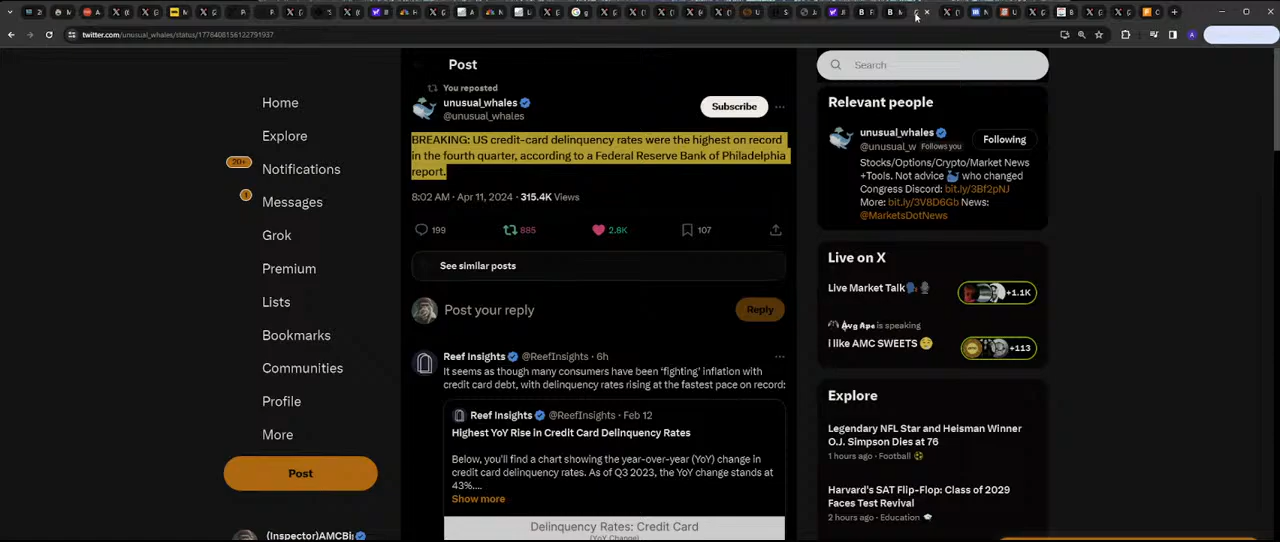 twitter.com/unusual_whales/status/1778408156122791937
Home
Explore
20+
Notifications
1
Messages
Grok
Premium
Lists
Bookmarks
Communities
Profile
More
Post
(Inspector)AMCBi
Post
You reposted
unusual_whales
@unusual_whales
Subscribe
BREAKING: US credit-card delinquency rates were the highest on record
in the fourth quarter, according to a Federal Reserve Bank of Philadelphia
report.
8:02 AM · Apr 11, 2024 · 315.4K Views
199 885 2.8K 107
See similar posts
Post your reply
Reply
Reef Insights @ReefInsights · 6h
It seems as though many consumers have been ‘fighting’ inflation with
credit card debt, with delinquency rates rising at the fastest pace on record:
Reef Insights @ReefInsights · Feb 12
Highest YoY Rise in Credit Card Delinquency Rates
Below, you'll find a chart showing the year-over-year (YoY) change in
credit card delinquency rates. As of Q3 2023, the YoY change stands at
43%....
Show more
Delinquency Rates: Credit Card
(YoY Change)
Search
Relevant people
unusual_whales
@unusual_w Follows you
Following
Stocks/Options/Crypto/Market News
+Tools. Not advice 🐳 who changed
Congress Discord: bit.ly/3Bf2pNJ
More: bit.ly/3V8D6Gb News:
@MarketsDotNews
Live on X
Live Market Talk🗣️🎙️
+1.1K
Avg Ape is speaking
i like AMC SWEETS
+113
Explore
Legendary NFL Star and Heisman Winner
O.J. Simpson Dies at 76
1 hours ago · Football
Harvard's SAT Flip-Flop: Class of 2029
Faces Test Revival
2 hours ago · Education